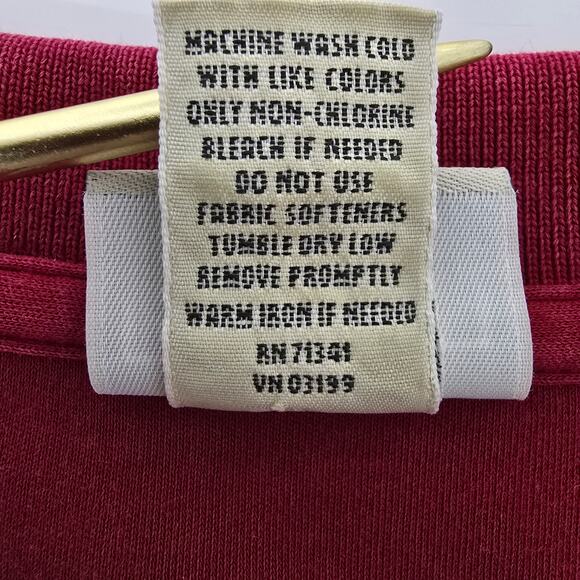 MACHINE WASH COLD
WITH LIKE COLORS
ONLY NON-CHLORINE
BLEACH IF NEEDED
DO NOT USE
FABRIC SOFTENERS
TUMBLE DRY LOW
REMOVE PROMPTLY
WARM IRON IF NEEDED
RN 71341
VN 03199